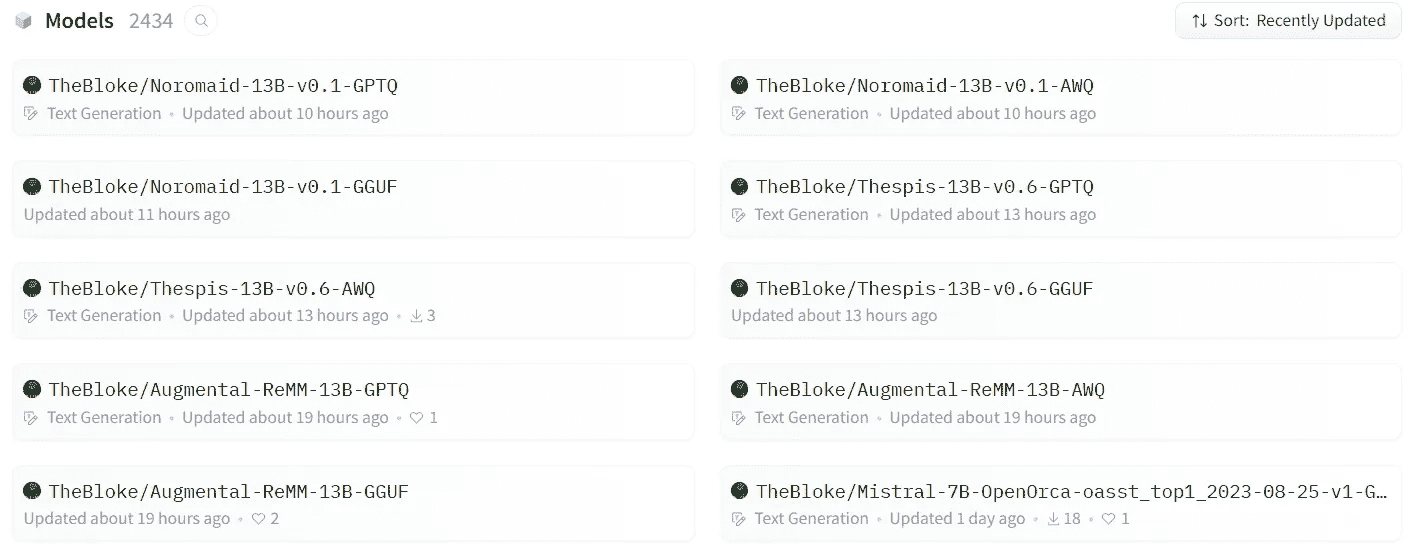 Models 2434
Sort: Recently Updated
TheBloke/Noromaid-13B-v0.1-GPTQ
Text Generation • Updated about 10 hours ago
TheBloke/Noromaid-13B-v0.1-AWQ
Text Generation • Updated about 10 hours ago
TheBloke/Noromaid-13B-v0.1-GGUF
Updated about 11 hours ago
TheBloke/Thespis-13B-v0.6-GPTQ
Text Generation • Updated about 13 hours ago
TheBloke/Thespis-13B-v0.6-AWQ
Text Generation • Updated about 13 hours ago • 3
TheBloke/Thespis-13B-v0.6-GGUF
Updated about 13 hours ago
TheBloke/Augmental-ReMM-13B-GPTQ
Text Generation • Updated about 19 hours ago • 1
TheBloke/Augmental-ReMM-13B-AWQ
Text Generation • Updated about 19 hours ago
TheBloke/Augmental-ReMM-13B-GGUF
Updated about 19 hours ago • 2
TheBloke/Mistral-7B-OpenOrca-oasst_top1_2023-08-25-v1-G…
Text Generation • Updated 1 day ago • 18 • 1